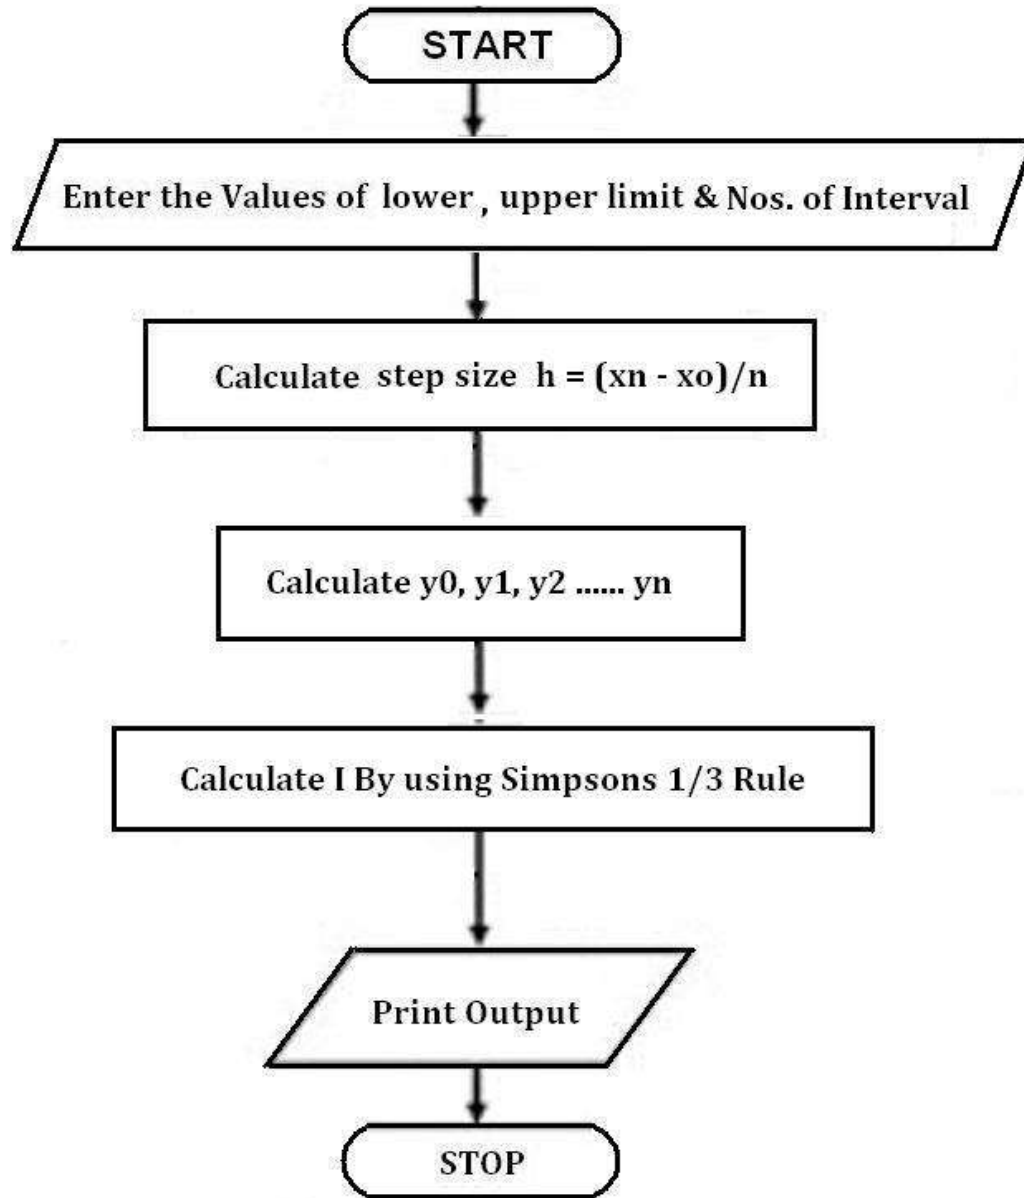 START
Enter the Values of lower , upper limit & Nos. of Interval
Calculate step size h = (xn - xo)/n
Calculate y0, y1, y2 ...... yn
Calculate I By using Simpsons 1/3 Rule
Print Output
STOP